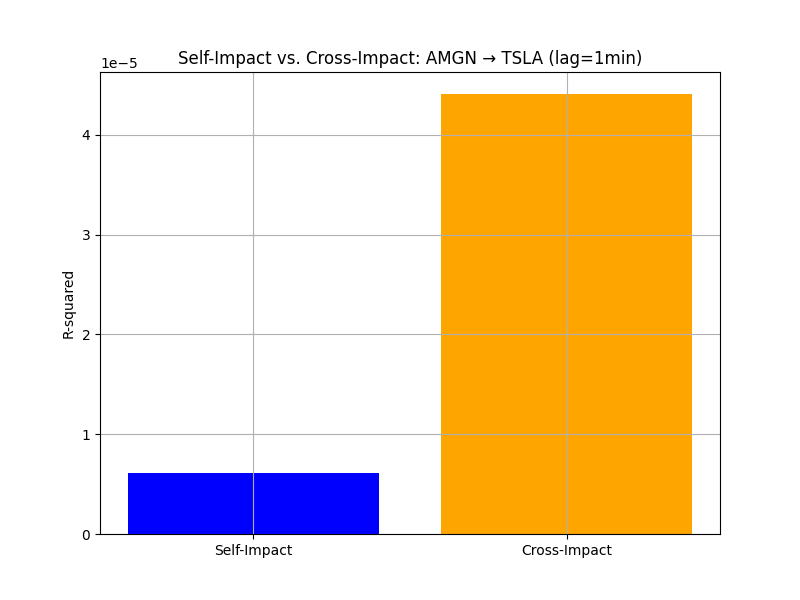 Self-Impact vs. Cross-Impact: AMGN → TSLA (lag=1min)
1e−5
4
3
2
1
0
R-squared
Self-Impact
Cross-Impact